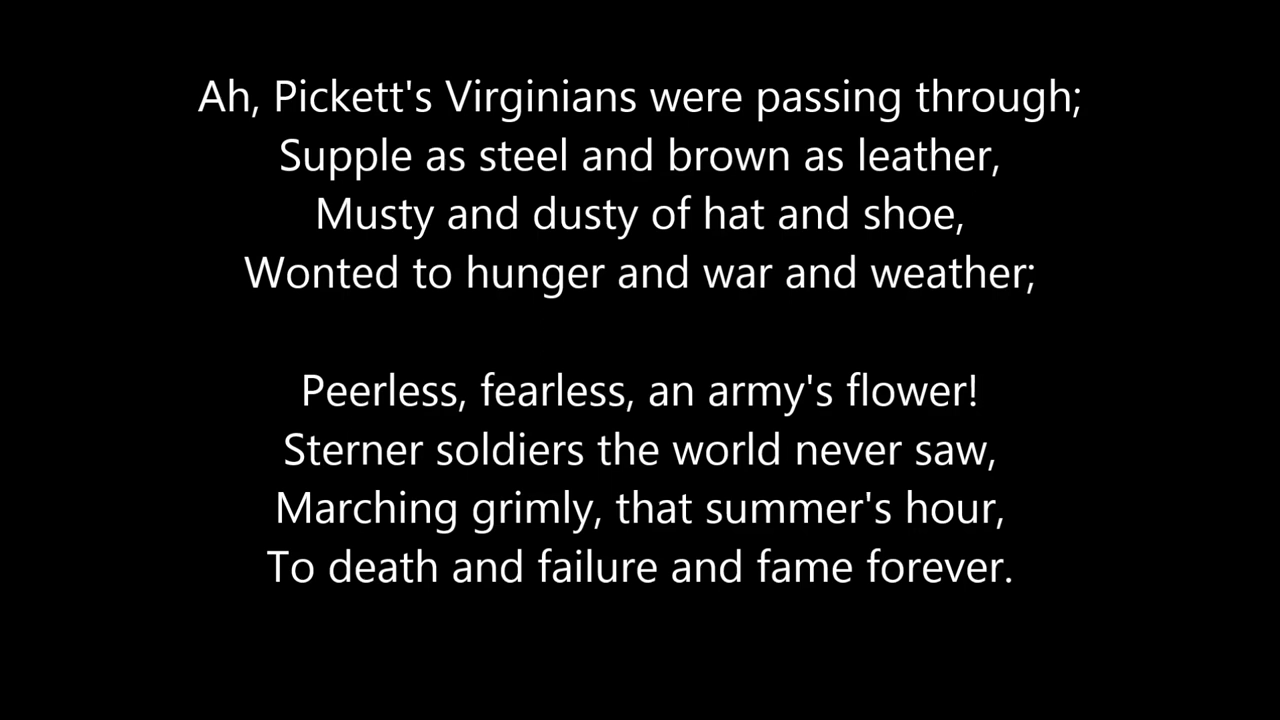 Ah, Pickett's Virginians were passing through;
Supple as steel and brown as leather,
Musty and dusty of hat and shoe,
Wonted to hunger and war and weather;
Peerless, fearless, an army's flower!
Sterner soldiers the world never saw,
Marching grimly, that summer's hour,
To death and failure and fame forever.